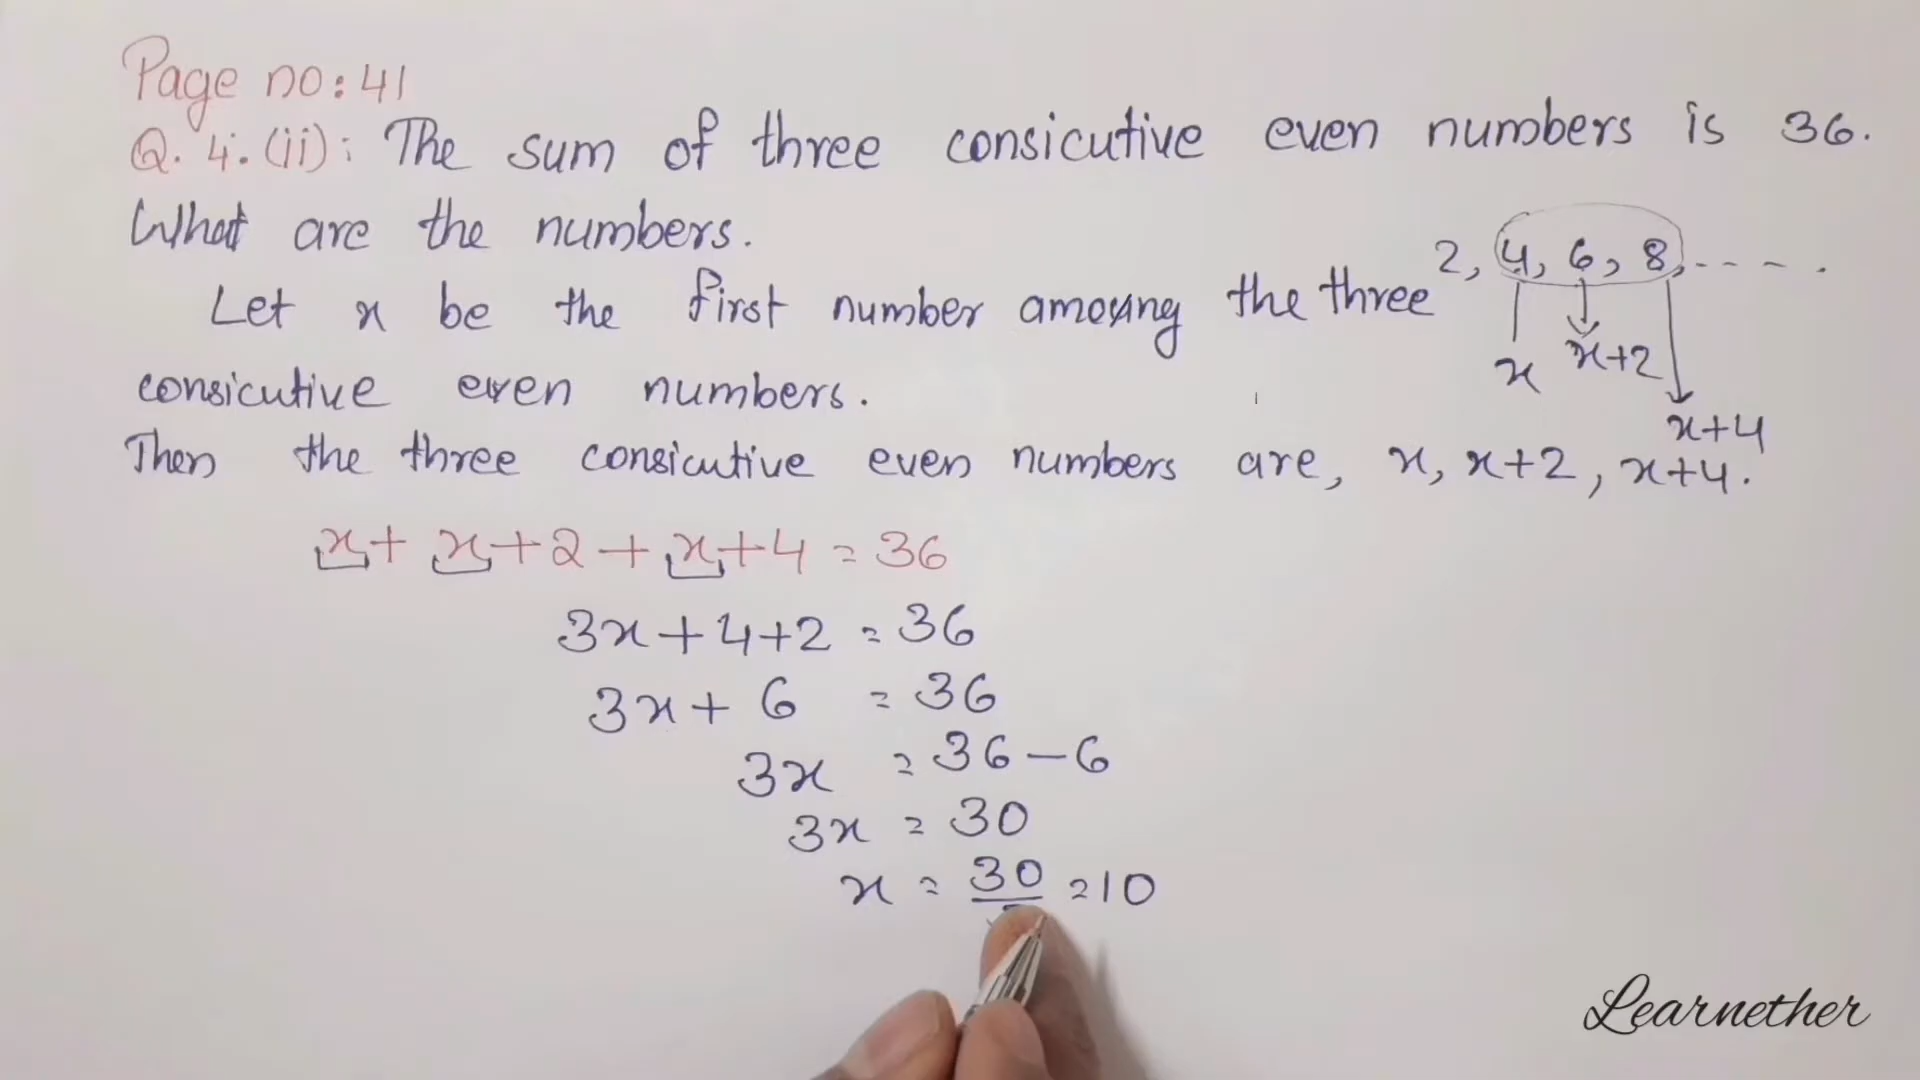 Page no: 41
Q. 4. (ii): The sum of three consicutive even numbers is 36.
What are the numbers.
2, 4, 6, 8, ---- .
Let x be the first number among the three
x x+2
consicutive even numbers.
x+4
Then the three consicutive even numbers are, x, x+2, x+4.
x+ x+2+x+4 = 36
3x+4+2 = 36
3x+ 6 = 36
3x = 36-6
3x = 30
x = 30 = 10
Learnether